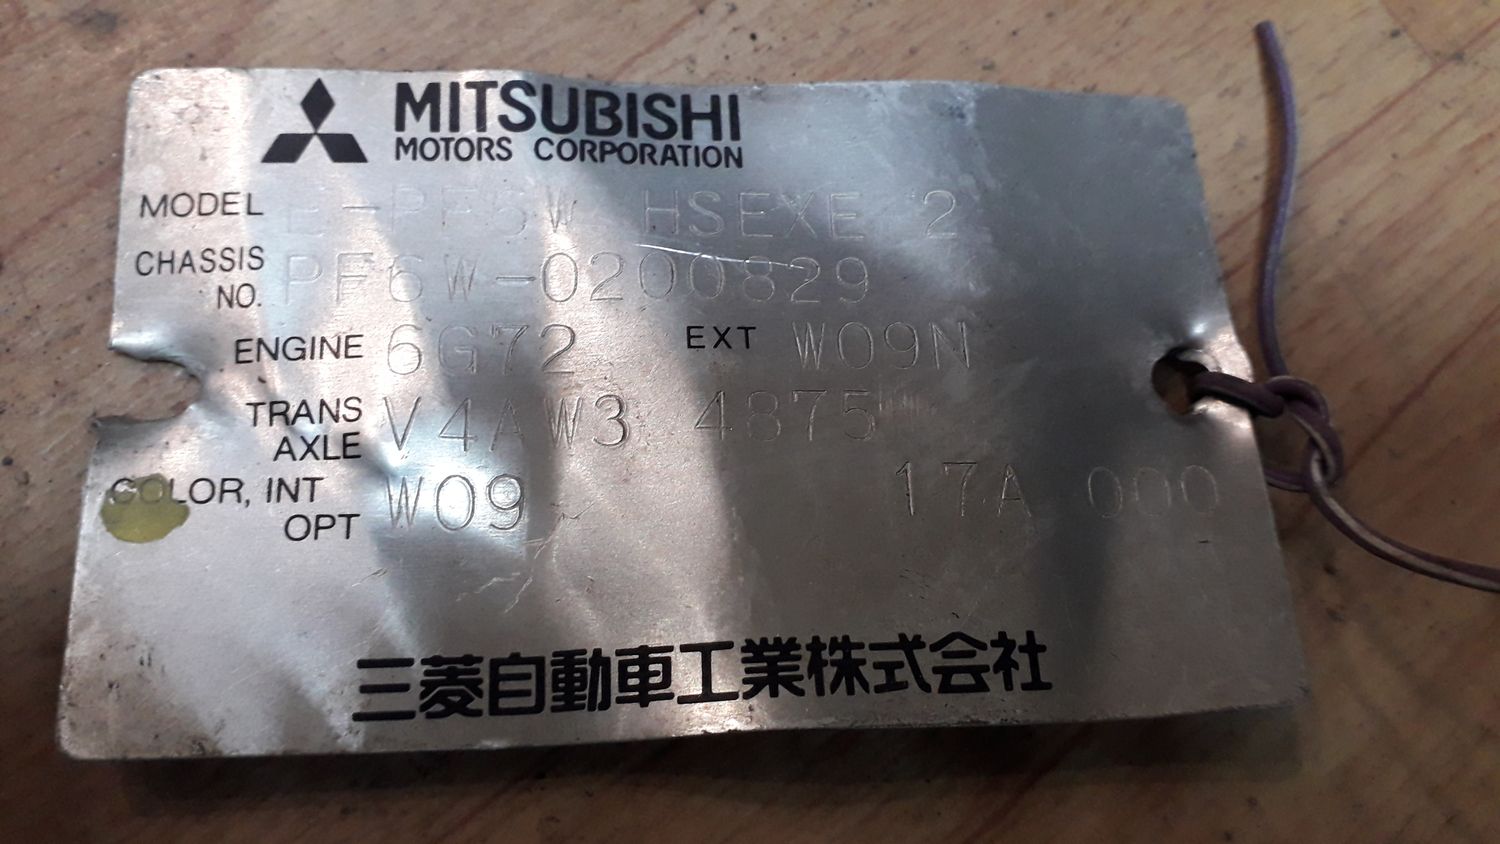 MITSUBISHI
MOTORS CORPORATION
MODEL E-PF6W HSEXE 2
CHASSIS NO. PF6W-0200829
ENGINE 6G72 EXT W09N
TRANS AXLE V4AW3 4875
COLOR, INT OPT W09 17A 000
三菱自動車工業株式会社